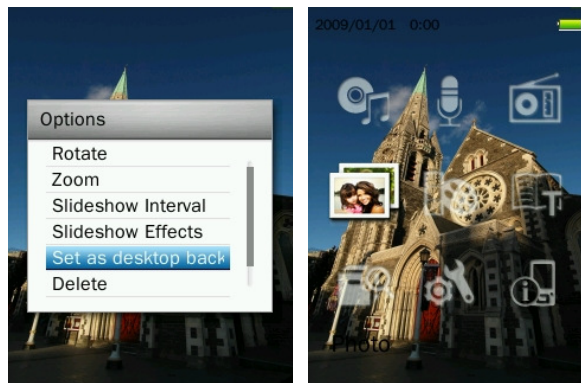 Options
Rotate
Zoom
Slideshow Interval
Slideshow Effects
Set as desktop back
Delete
2009/01/01 0:00
Photo